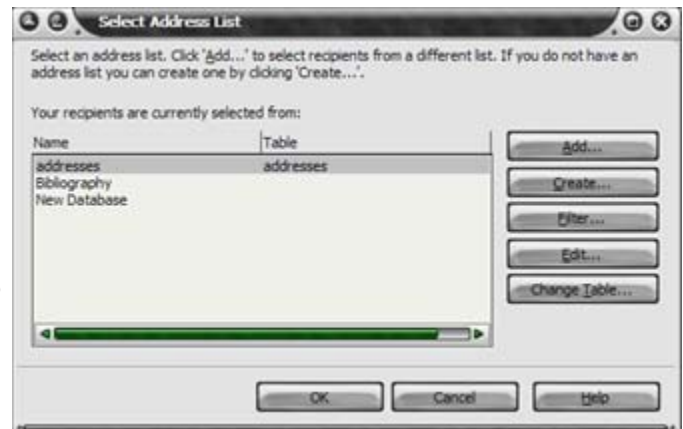 Select Address List
Select an address list. Click 'Add...' to select recipients from a different list. If you do not have an
address list you can create one by clicking 'Create...'.
Your recipients are currently selected from:
Name Table
addresses addresses
Bibliography
New Database
Add...
Create...
Filter...
Edit...
Change Table...
OK Cancel Help